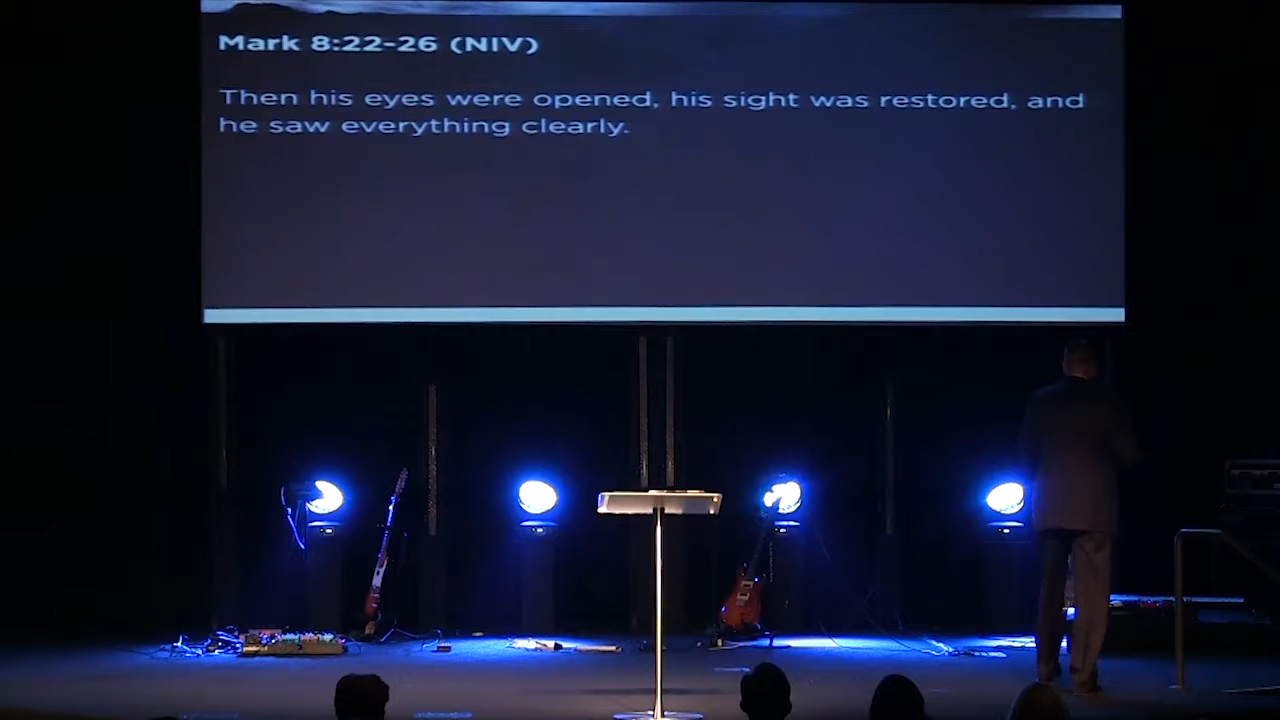 Mark 8:22-26 (NIV)
Then his eyes were opened, his sight was restored, and
he saw everything clearly.